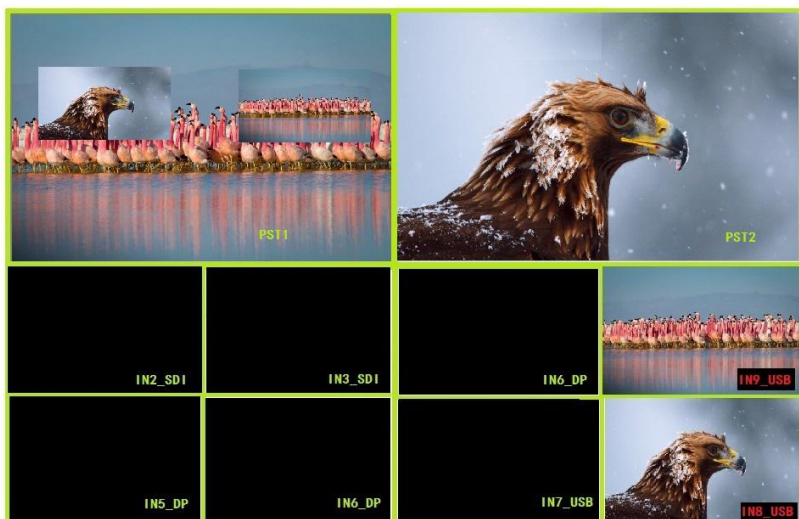 PST1
PST2
IN2_SDI
IN3_SDI
IN6_DP
IN9_USB
IN5_DP
IN6_DP
IN7_USB
IN8_USB